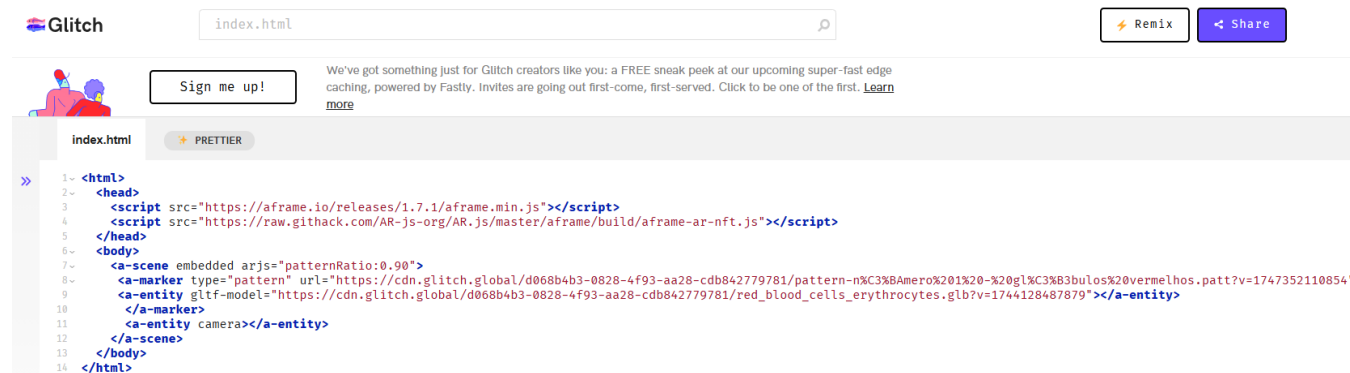 Glitch
index.html
Remix
Share
Sign me up!
We've got something just for Glitch creators like you: a FREE sneak peek at our upcoming super-fast edge
caching, powered by Fastly. Invites are going out first-come, first-served. Click to be one of the first. Learn
more
index.html
PRETTIER
1 <html>
2 <head>
3 <script src="https://aframe.io/releases/1.7.1/aframe.min.js"></script>
4 <script src="https://raw.githack.com/AR-js-org/AR.js/master/aframe/build/aframe-ar-nft.js"></script>
5 </head>
6 <body>
7 <a-scene embedded arjs="patternRatio:0.90">
8 <a-marker type="pattern" url="https://cdn.glitch.global/d068b4b3-0828-4f93-aa28-cdb842779781/pattern-n%C3%BAmero%201%20-%20gl%C3%B3bulos%20vermelhos.patt?v=1747352110854"
9 <a-entity gltf-model="https://cdn.glitch.global/d068b4b3-0828-4f93-aa28-cdb842779781/red_blood_cells_erythrocytes.glb?v=1744128487879"></a-entity>
10 </a-marker>
11 <a-entity camera></a-entity>
12 </a-scene>
13 </body>
14 </html>